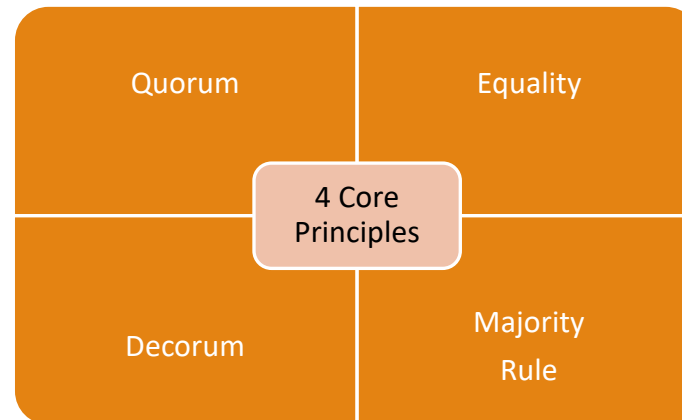 Quorum
Equality
4 Core
Principles
Decorum
Majority
Rule